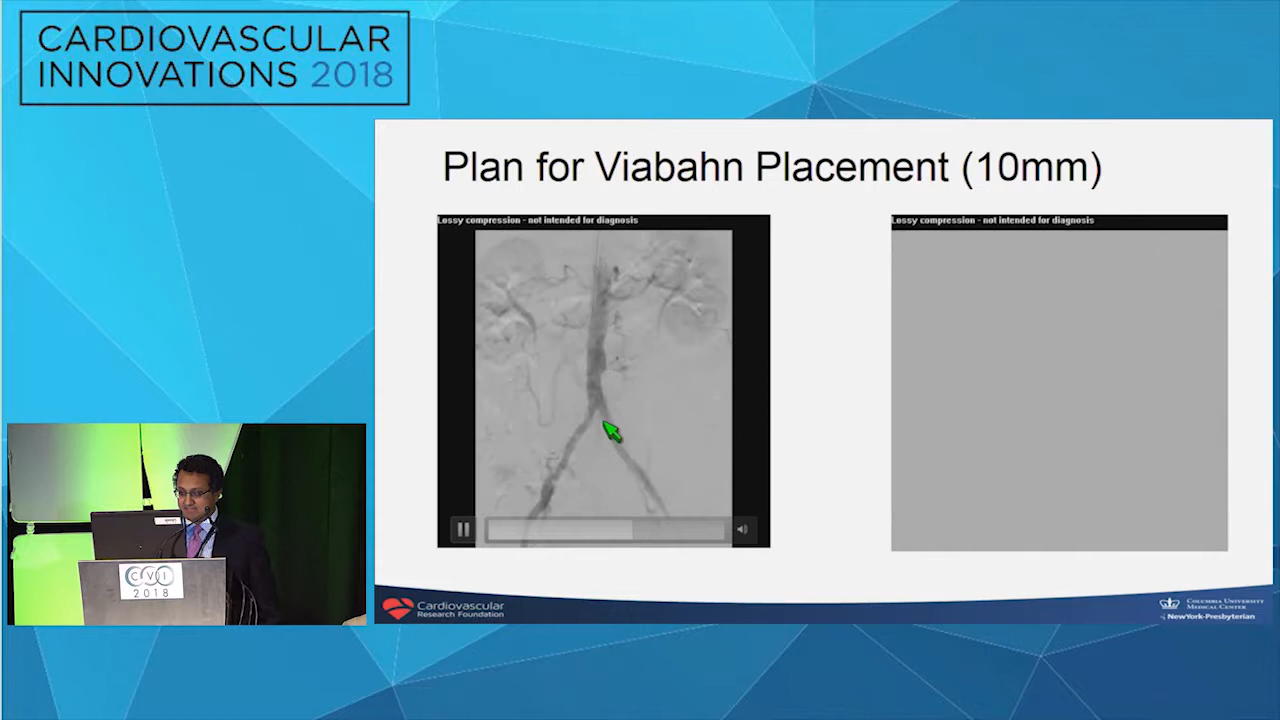 CARDIOVASCULAR
INNOVATIONS 2018
Plan for Viabahn Placement (10mm)
Lossy compression - not intended for diagnosis
Lossy compression - not intended for diagnosis
CVI
2018
Cardiovascular
Research Foundation
COLUMBIA UNIVERSITY
MEDICAL CENTER
NewYork-Presbyterian